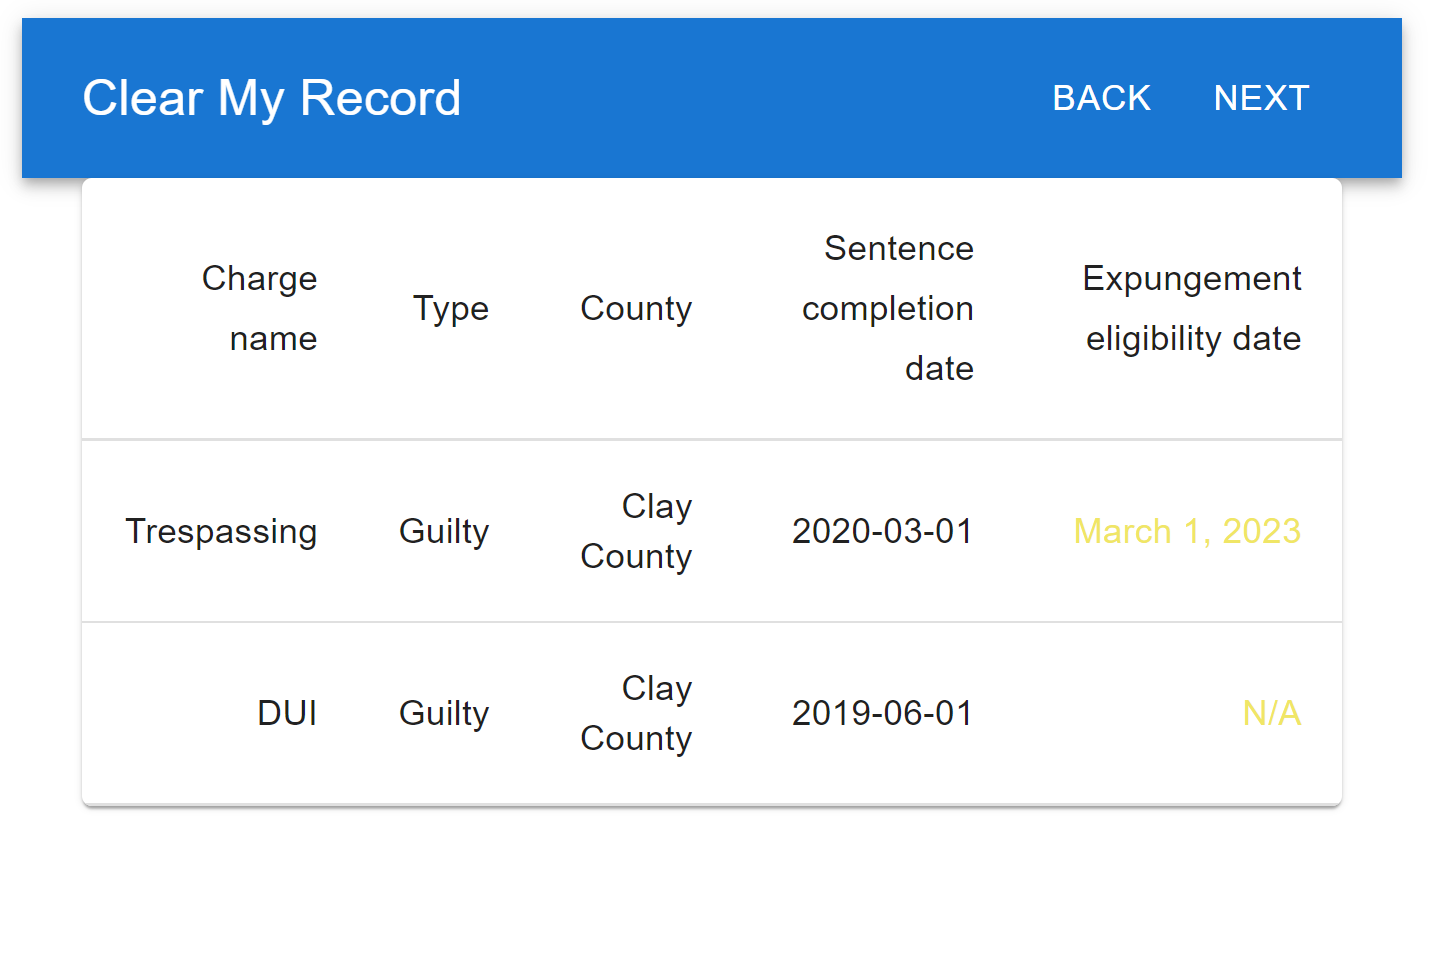 Clear My Record BACK NEXT
Charge name Type County Sentence completion date Expungement eligibility date
Trespassing Guilty Clay County 2020-03-01 March 1, 2023
DUI Guilty Clay County 2019-06-01 N/A